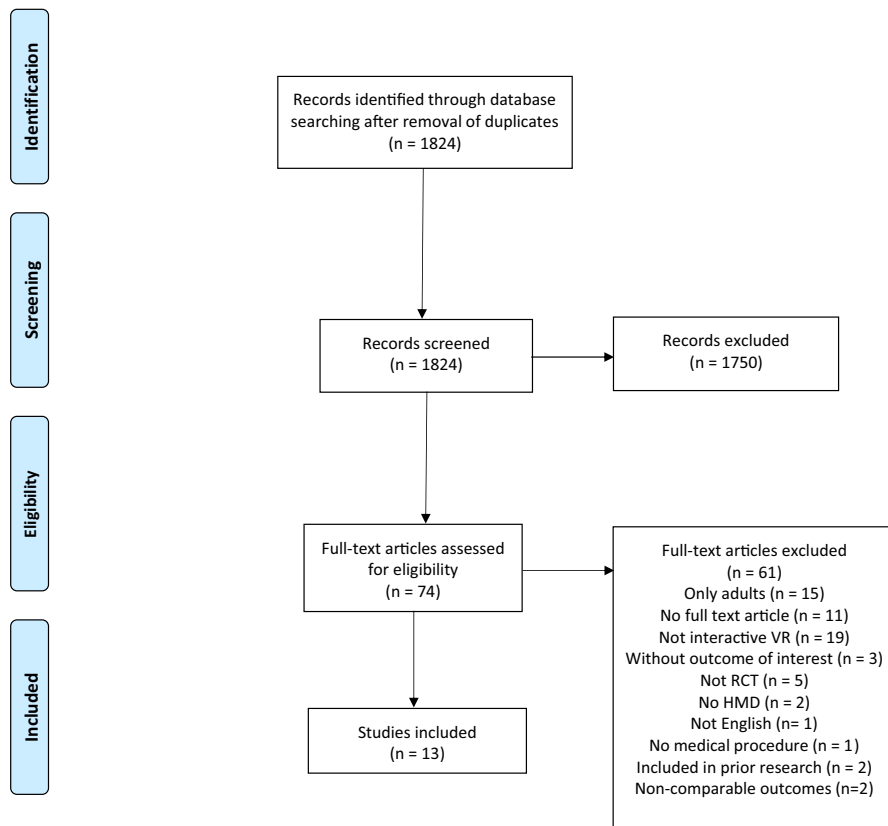 Identification
Records identified through database
searching after removal of duplicates
(n = 1824)
Screening
Records screened
(n = 1824)
Records excluded
(n = 1750)
Eligibility
Full-text articles assessed
for eligibility
(n = 74)
Full-text articles excluded
(n = 61)
Only adults (n = 15)
No full text article (n = 11)
Not interactive VR (n = 19)
Without outcome of interest (n = 3)
Not RCT (n = 5)
No HMD (n = 2)
Not English (n= 1)
No medical procedure (n = 1)
Included in prior research (n = 2)
Non-comparable outcomes (n=2)
Included
Studies included
(n = 13)